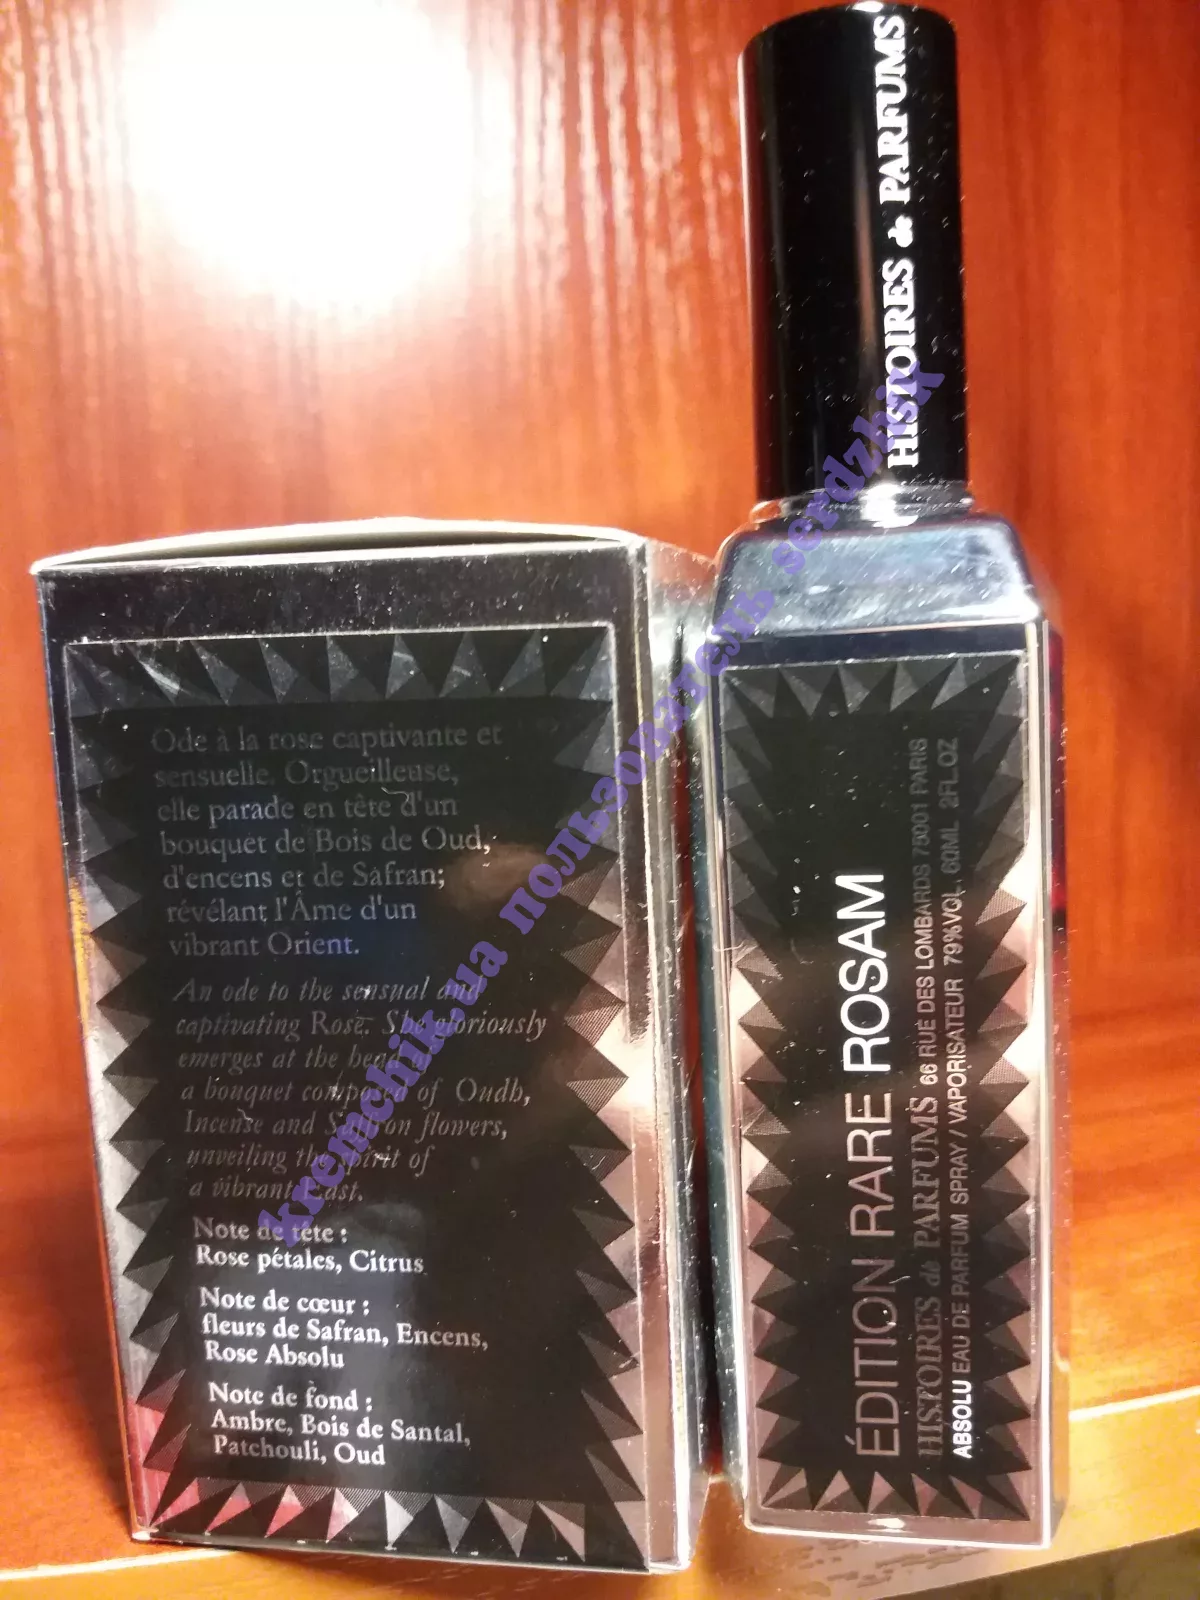 Ode à la rose captivante et
sensuelle. Orgueilleuse,
elle parade en tête d'un
bouquet de Bois de Oud,
d'encens et de Safran;
révélant l'Âme d'un
vibrant Orient.
An ode to the sensual and
captivating Rose. She gloriously
emerges at the head of
a bouquet composed of Oudh,
Incense and Saffron flowers,
unveiling the spirit of
a vibrant East.
Note de tête :
Rose pétales, Citrus
Note de cœur :
fleurs de Safran, Encens,
Rose Absolu
Note de fond :
Ambre, Bois de Santal,
Patchouli, Oud
HISTOIRES de PARFUMS
ÉDITION RARE ROSAM
HISTOIRES de PARFUMS 66 RUE DES LOMBARDS 75001 PARIS
ABSOLU EAU DE PARFUM SPRAY / VAPORISATEUR 79%VOL. 60ML 2FL.OZ
kremchik.ua пользователь serdzhik